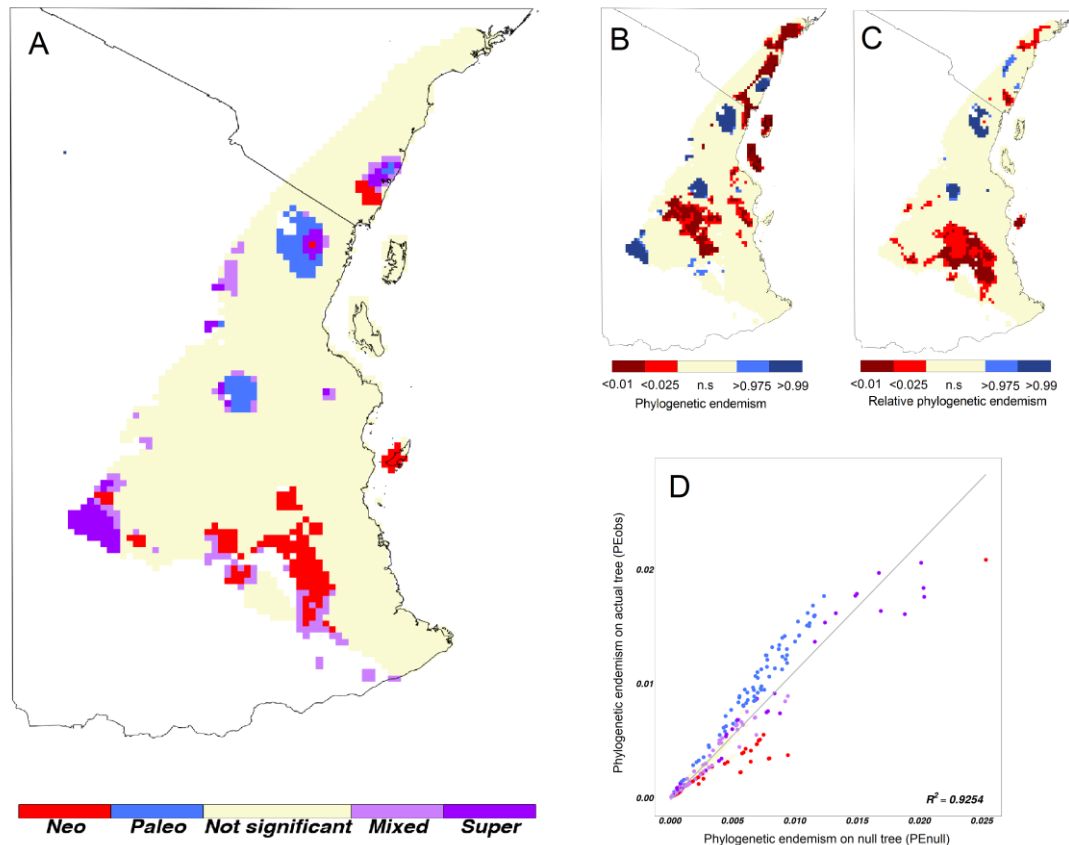 A
Neo Paleo Not significant Mixed Super
B
<0.01 <0.025 n.s >0.975 >0.99
Phylogenetic endemism
C
<0.01 <0.025 n.s >0.975 >0.99
Relative phylogenetic endemism
D
Phylogenetic endemism on actual tree (PEobs)
0.02
0.01
0.00
R² = 0.9254
0.000 0.005 0.010 0.015 0.020 0.025
Phylogenetic endemism on null tree (PEnull)